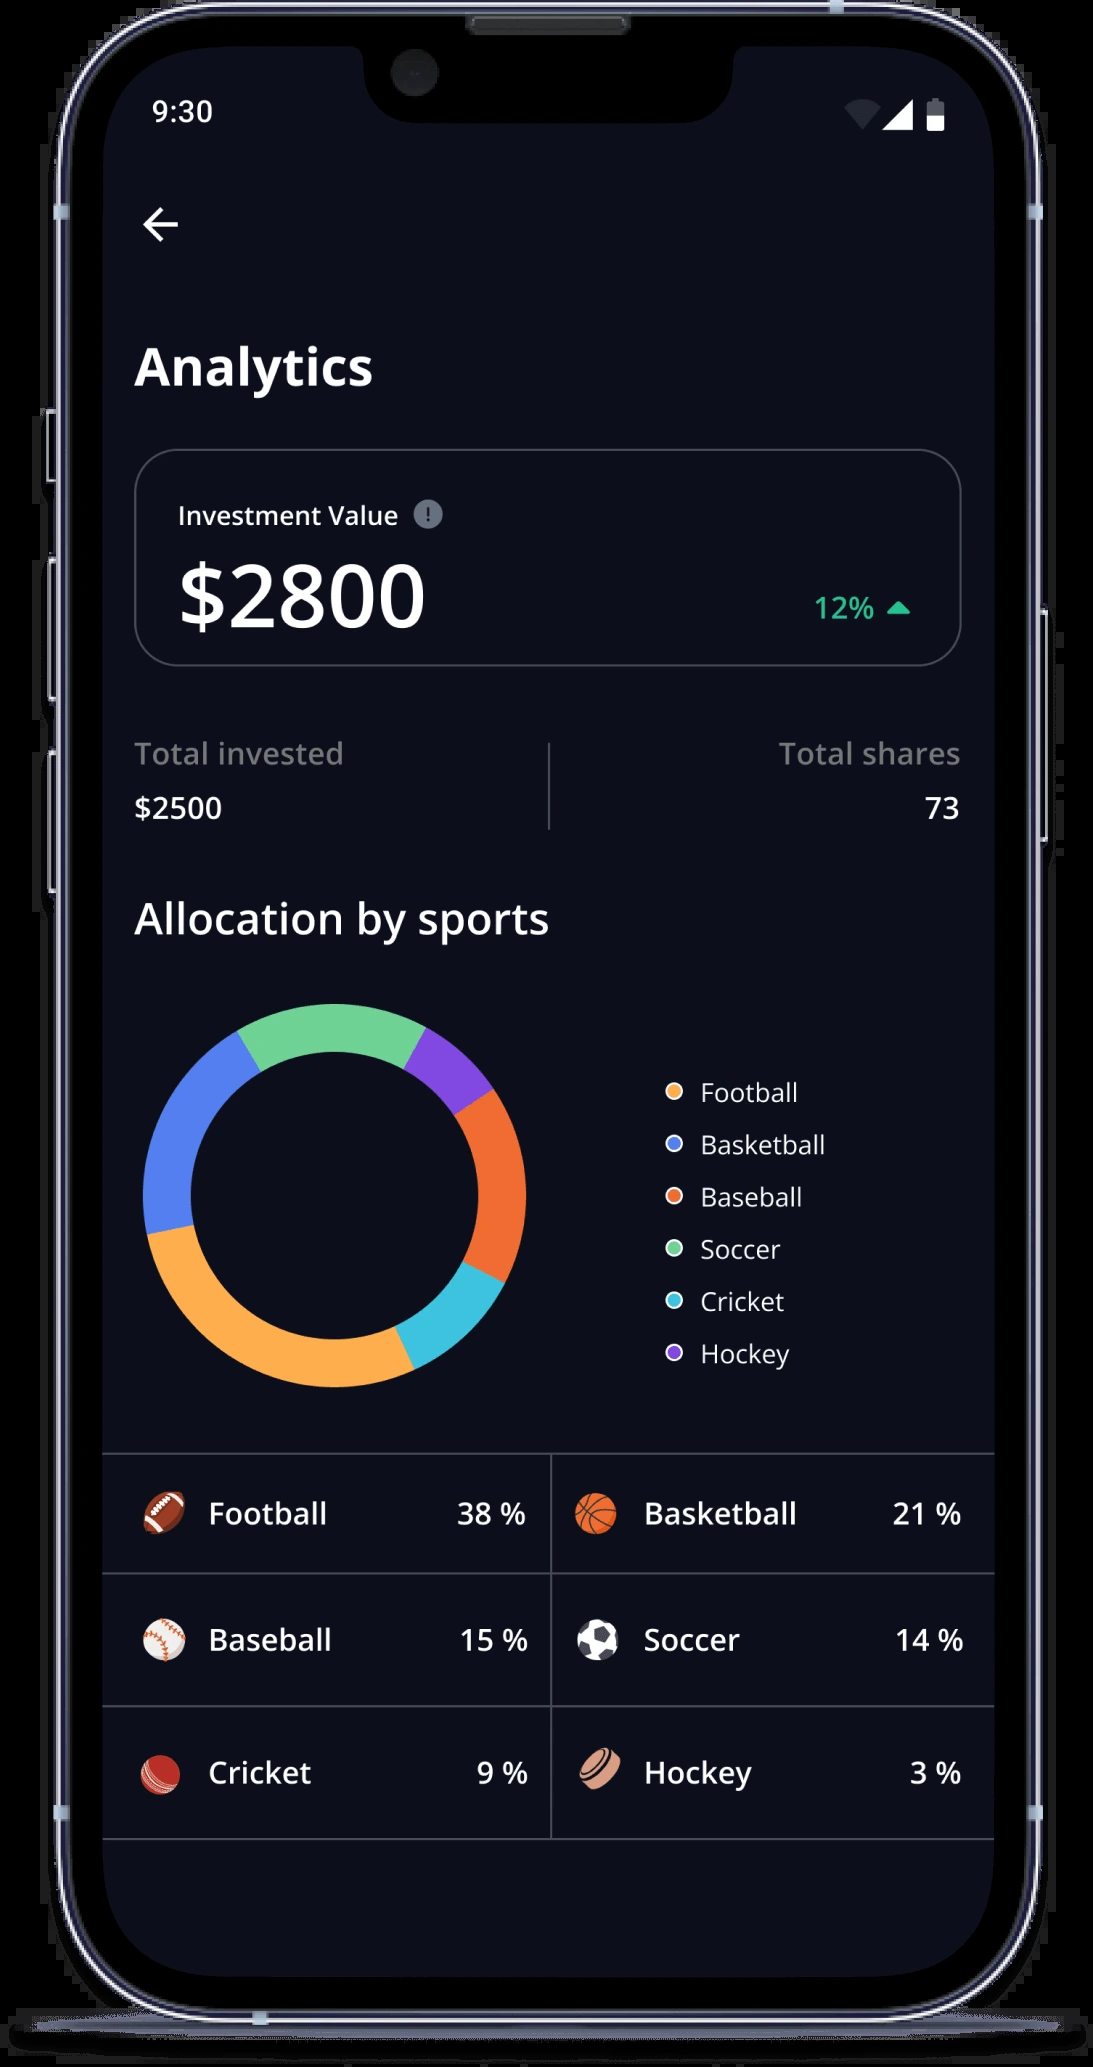 9:30
Analytics
Investment Value !
$2800
12%
Total invested Total shares
$2500 73
Allocation by sports
Football
Basketball
Baseball
Soccer
Cricket
Hockey
Football 38 % Basketball 21 %
Baseball 15 % Soccer 14 %
Cricket 9 % Hockey 3 %